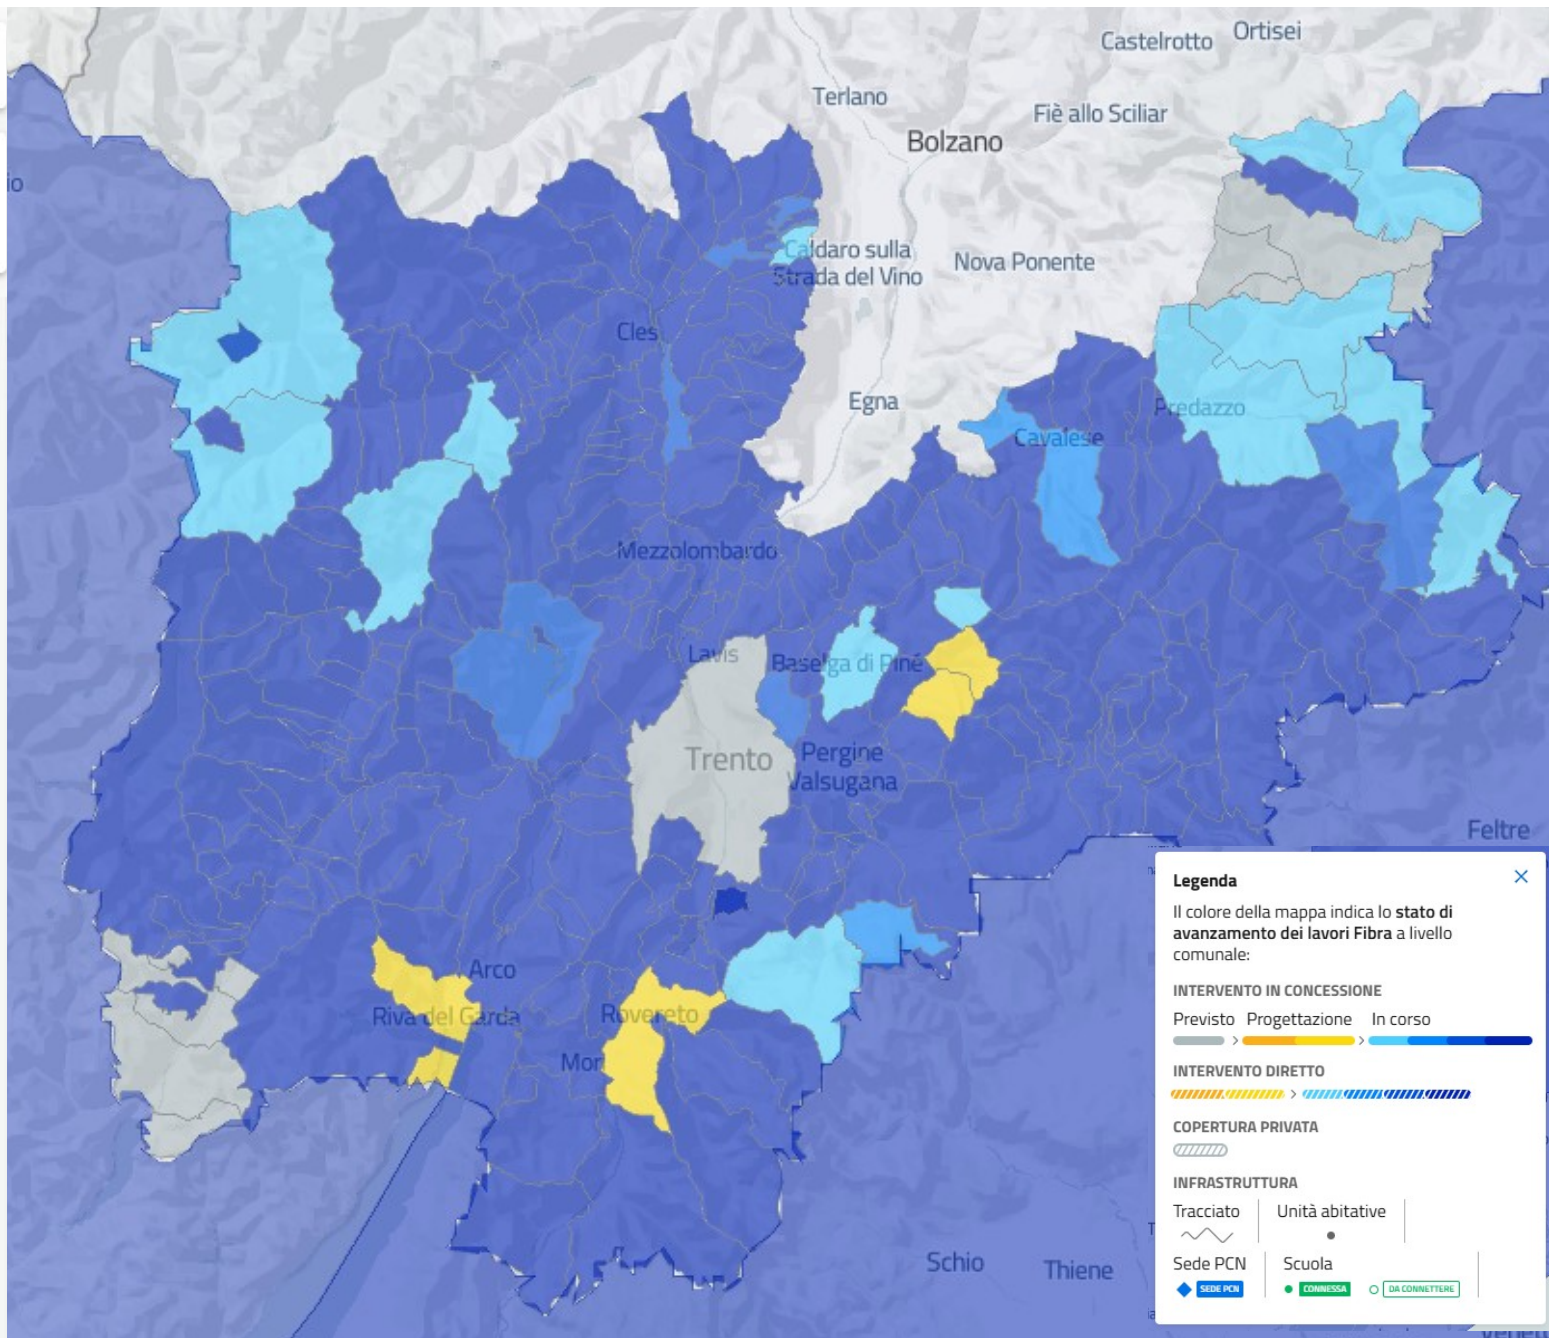 Castelrotto
Ortisei
Terlano
Fiè allo Sciliar
Bolzano
io
Caldaro sulla
Strada del Vino
Nova Ponente
Cles
Egna
Predazzo
Cavalese
Mezzolombardo
Lavis
Baselga di Piné
Trento
Pergine
Valsugana
Feltre
Arco
Riva del Garda
Rovereto
Mor
Schio
Thiene
Legenda
Il colore della mappa indica lo stato di
avanzamento dei lavori Fibra a livello
comunale:
INTERVENTO IN CONCESSIONE
Previsto > Progettazione > In corso
INTERVENTO DIRETTO
>
COPERTURA PRIVATA
INFRASTRUTTURA
Tracciato
Unità abitative
Sede PCN
Scuola
SEDE PCN
CONNESSA
DA CONNETTERE